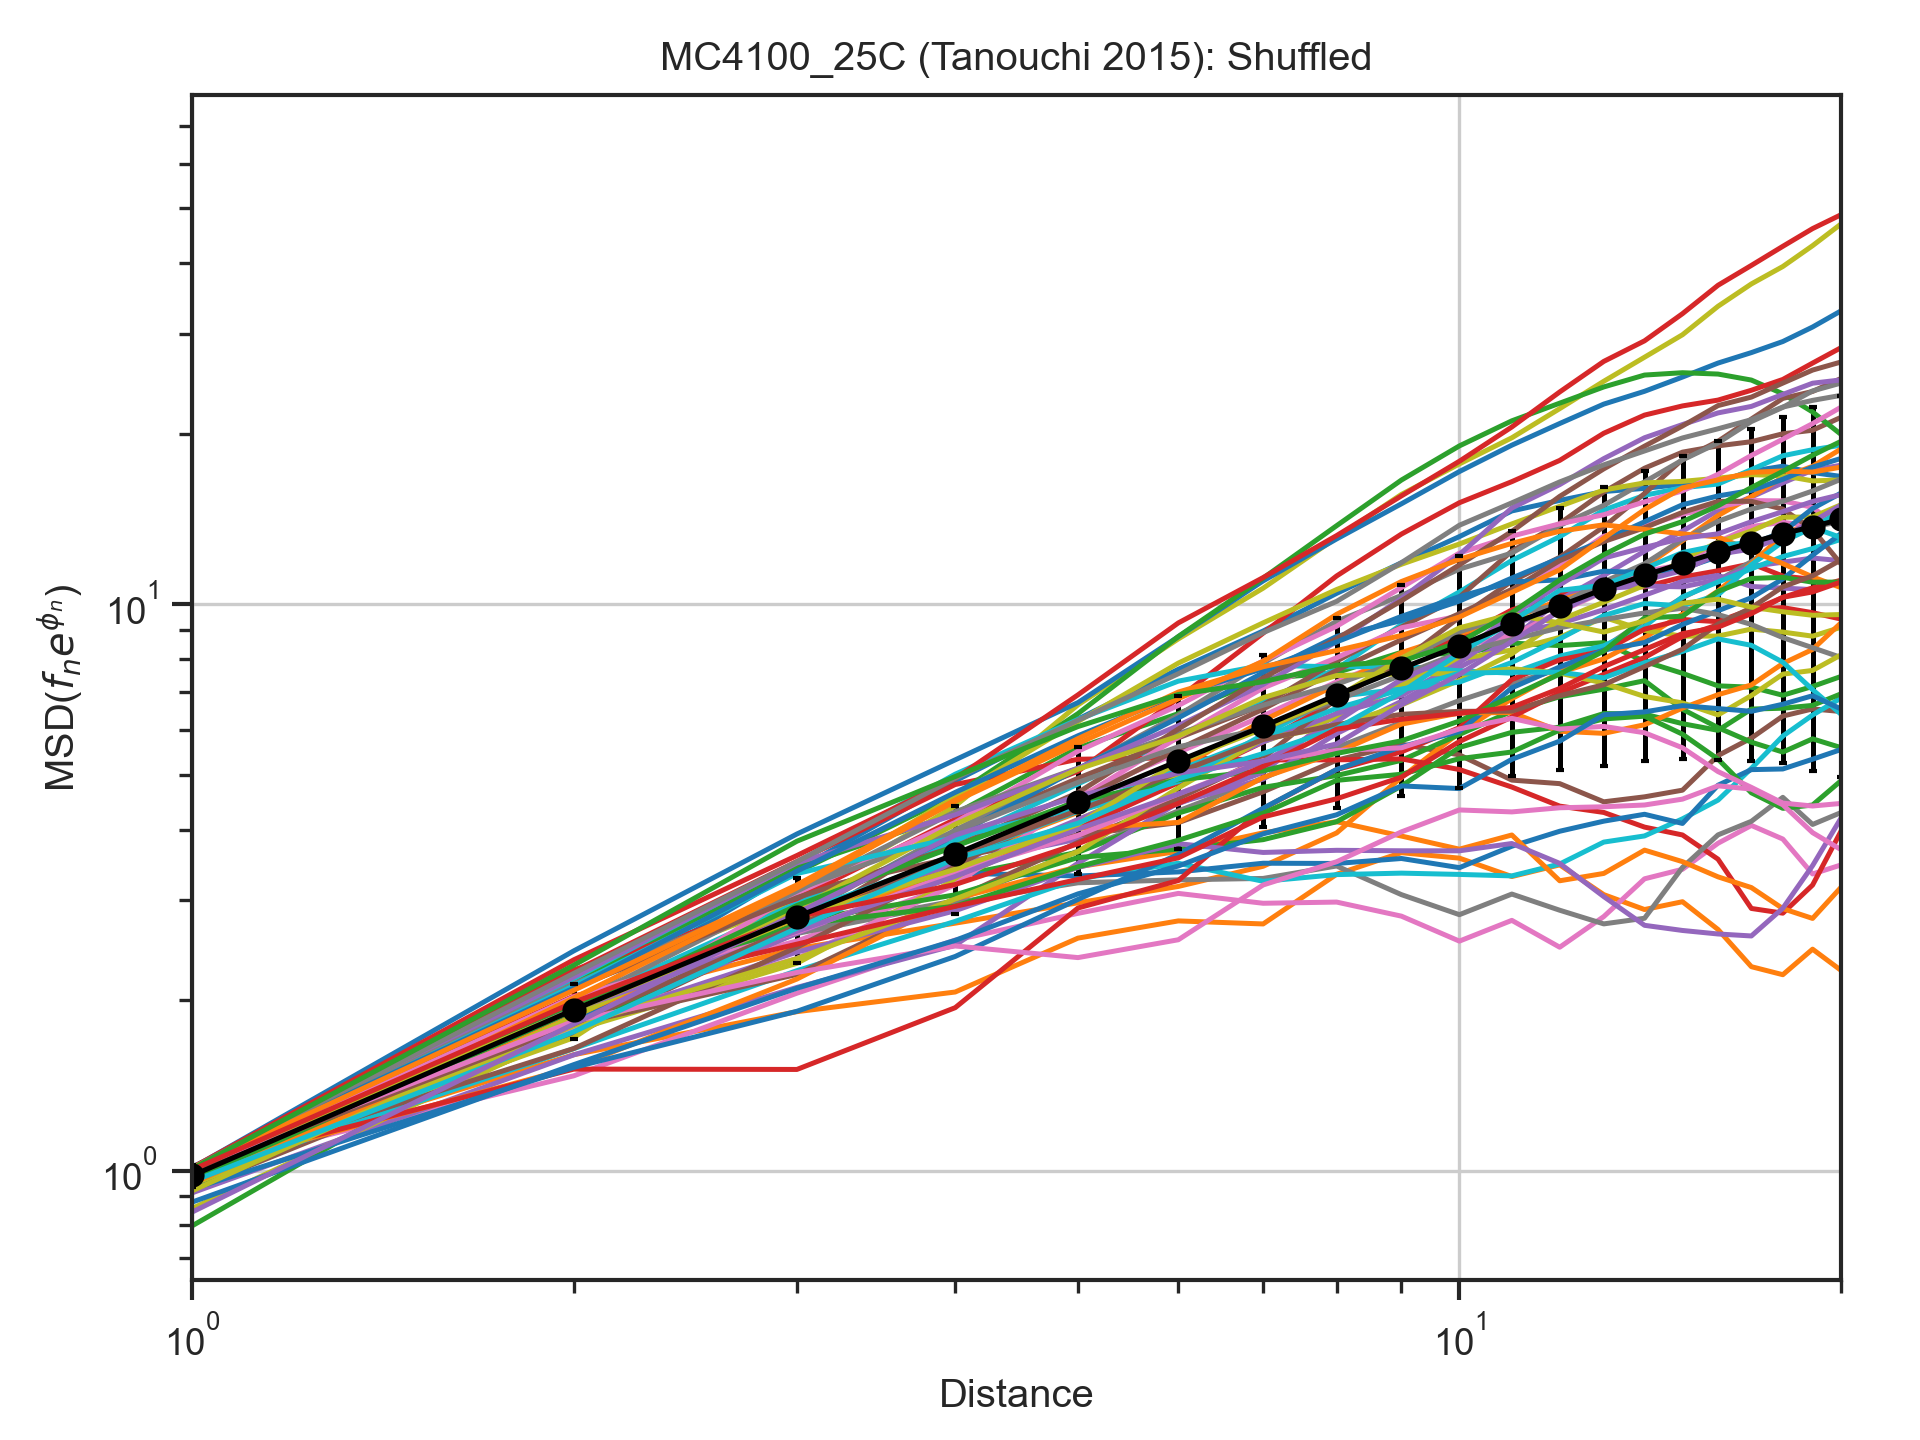 MC4100_25C (Tanouchi 2015): Shuffled
MSD(fₙe^ϕₙ)
10¹
10⁰
10⁰ 10¹
Distance